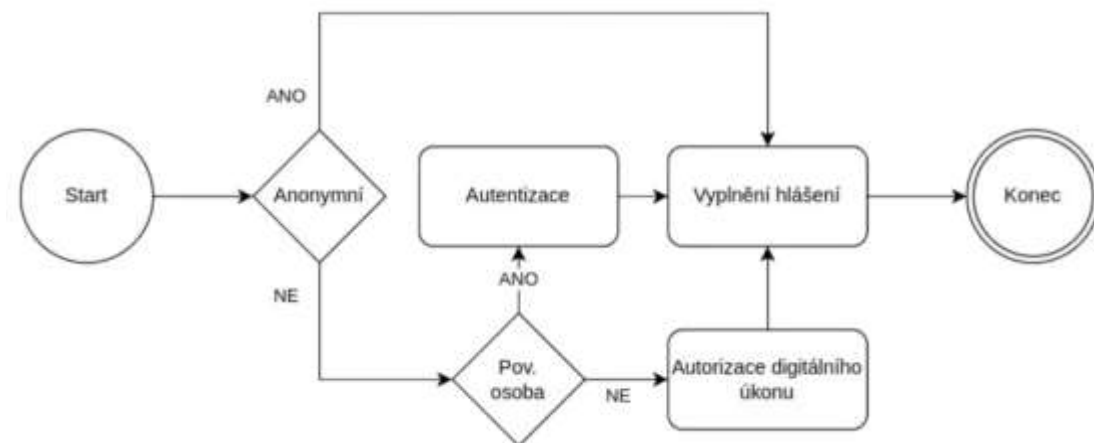 ANO
Start
Anonymní
Autentizace
Vyplnění hlášení
Konec
ANO
NE
Pov.
osoba
NE
Autorizace digitálního
úkonu